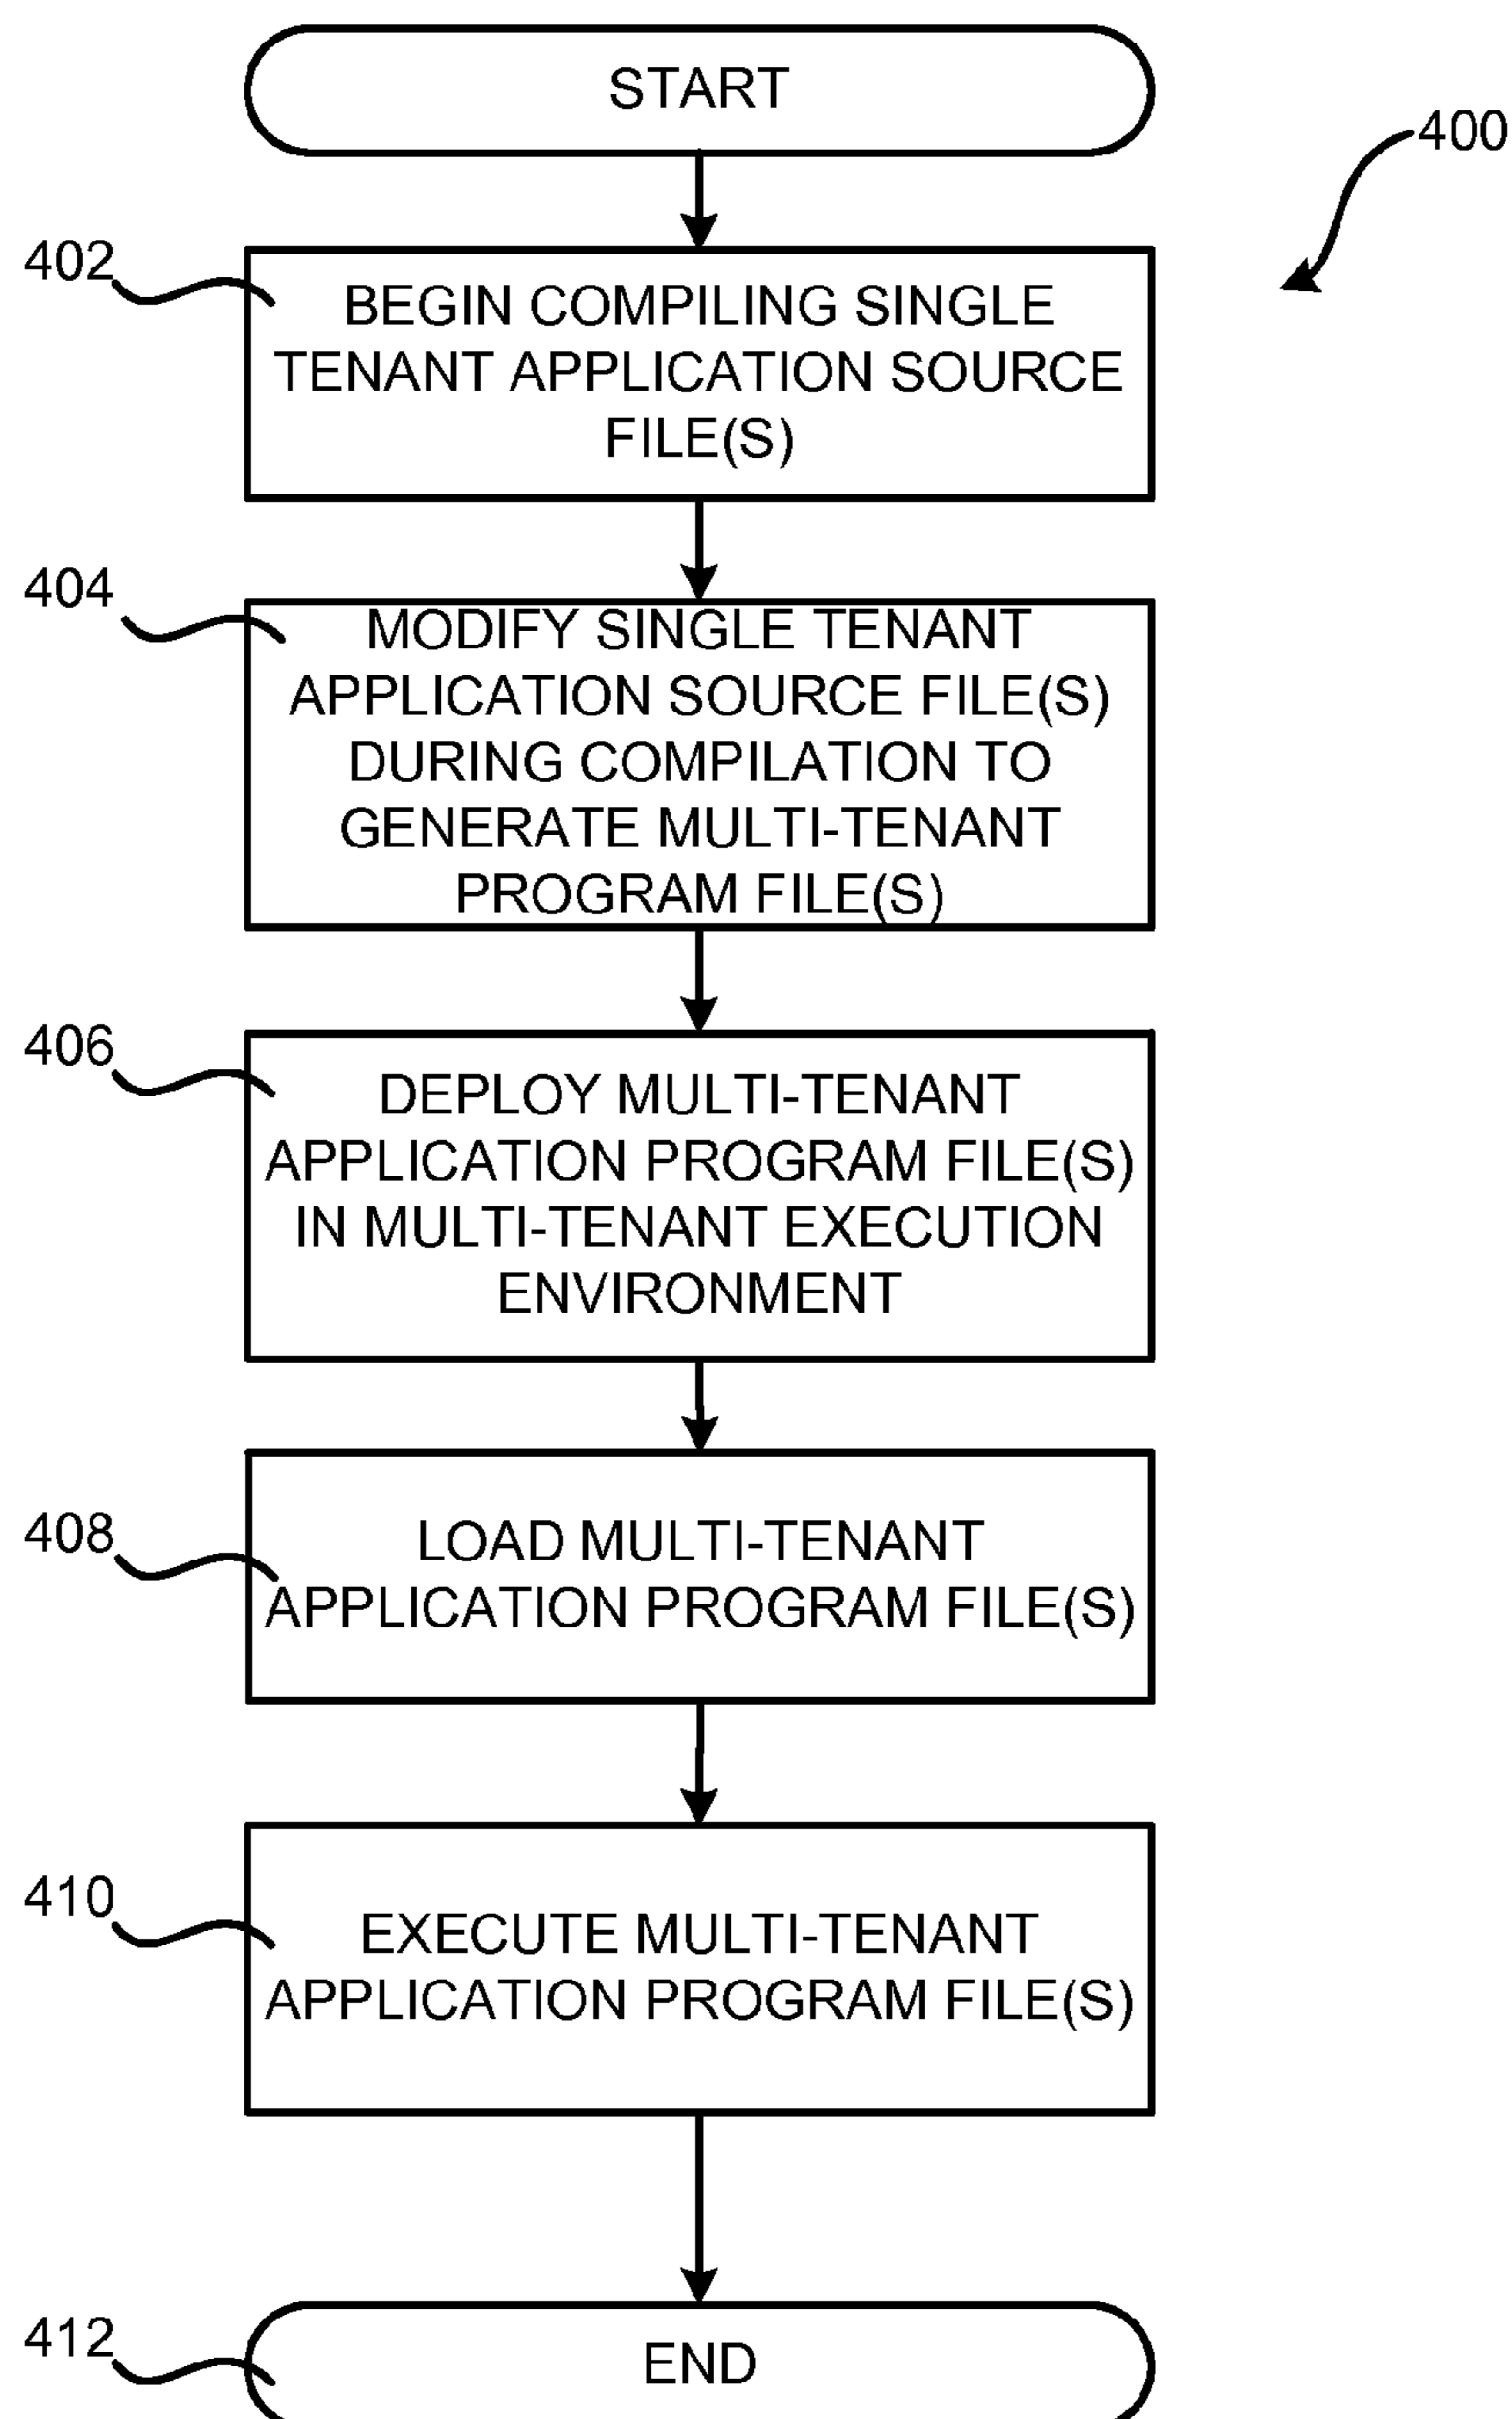 START
400
402
BEGIN COMPILING SINGLE
TENANT APPLICATION SOURCE
FILE(S)
404
MODIFY SINGLE TENANT
APPLICATION SOURCE FILE(S)
DURING COMPILATION TO
GENERATE MULTI-TENANT
PROGRAM FILE(S)
406
DEPLOY MULTI-TENANT
APPLICATION PROGRAM FILE(S)
IN MULTI-TENANT EXECUTION
ENVIRONMENT
408
LOAD MULTI-TENANT
APPLICATION PROGRAM FILE(S)
410
EXECUTE MULTI-TENANT
APPLICATION PROGRAM FILE(S)
412
END